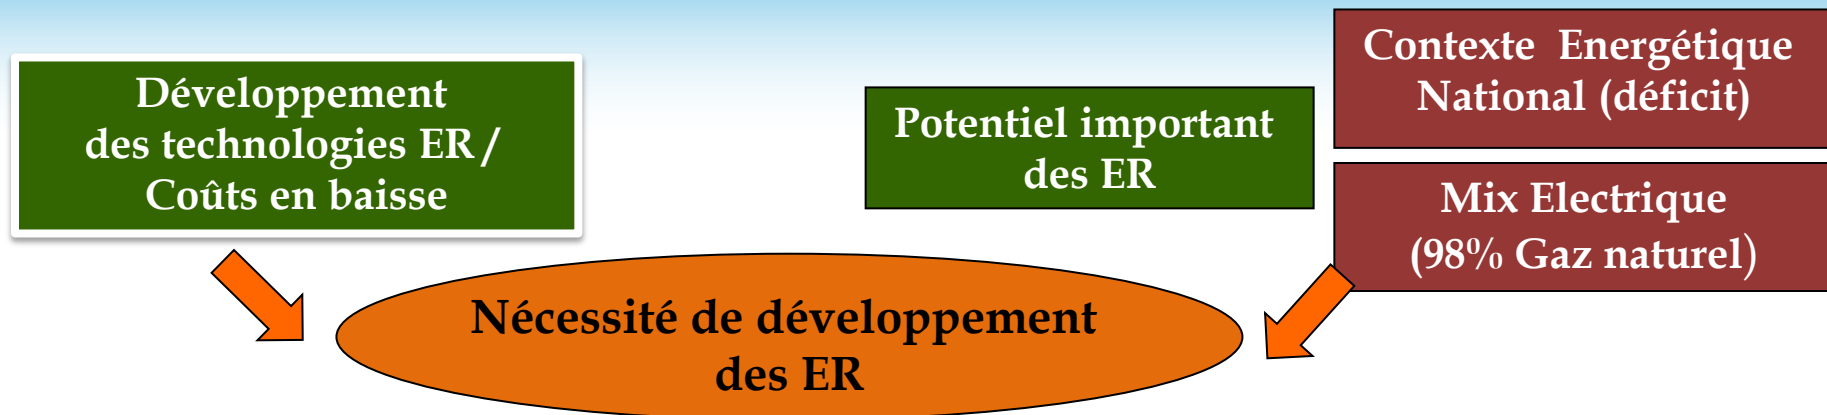 Développement
des technologies ER /
Coûts en baisse
Potentiel important
des ER
Contexte Energétique
National (déficit)
Mix Electrique
(98% Gaz naturel)
Nécessité de développement
des ER